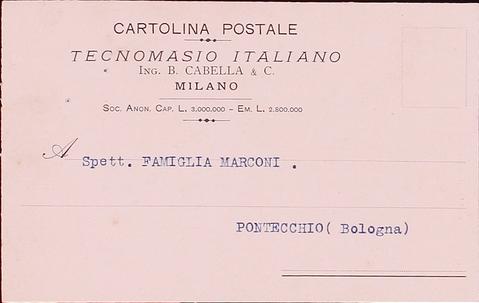 CARTOLINA POSTALE
TECNOMASIO ITALIANO
ING. B. CABELLA & C.
MILANO
SOC. ANON. CAP. L. 3.000.000 - EM. L. 2.800.000
A Spett. FAMIGLIA MARCONI .
PONTECCHIO( Bologna)